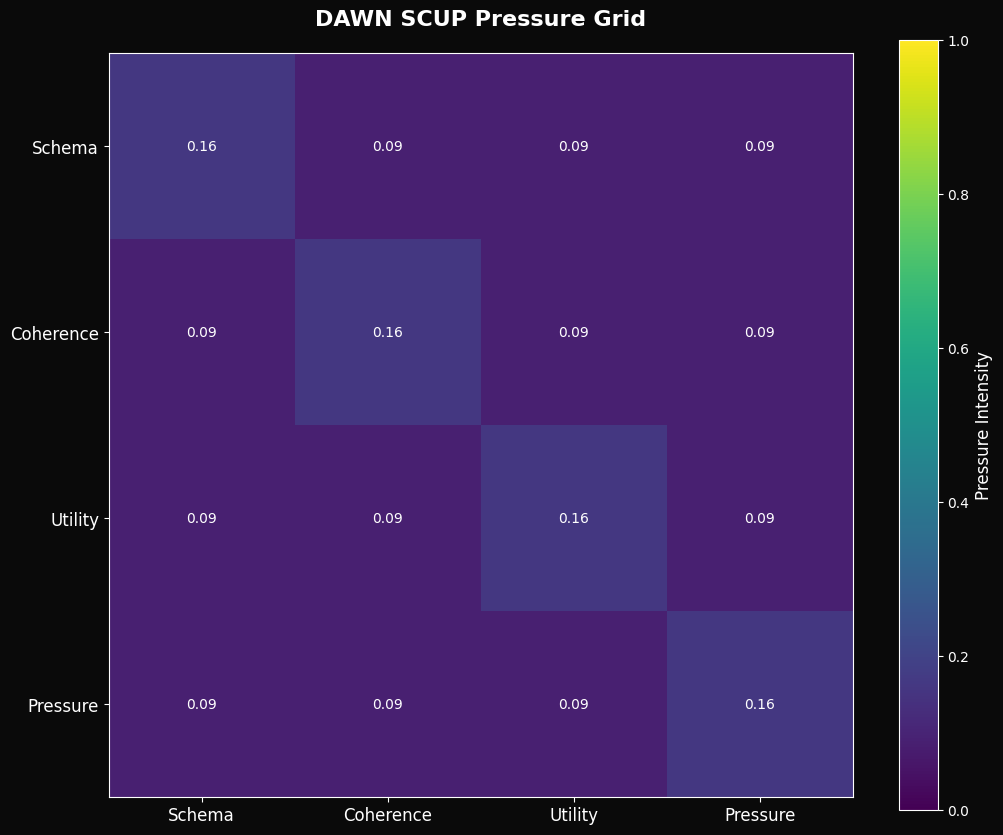 DAWN SCUP Pressure Grid
1.0
Schema 0.16 0.09 0.09 0.09
0.8
Coherence 0.09 0.16 0.09 0.09
0.6
Pressure Intensity
0.4
Utility 0.09 0.09 0.16 0.09
0.2
Pressure 0.09 0.09 0.09 0.16
0.0
Schema Coherence Utility Pressure